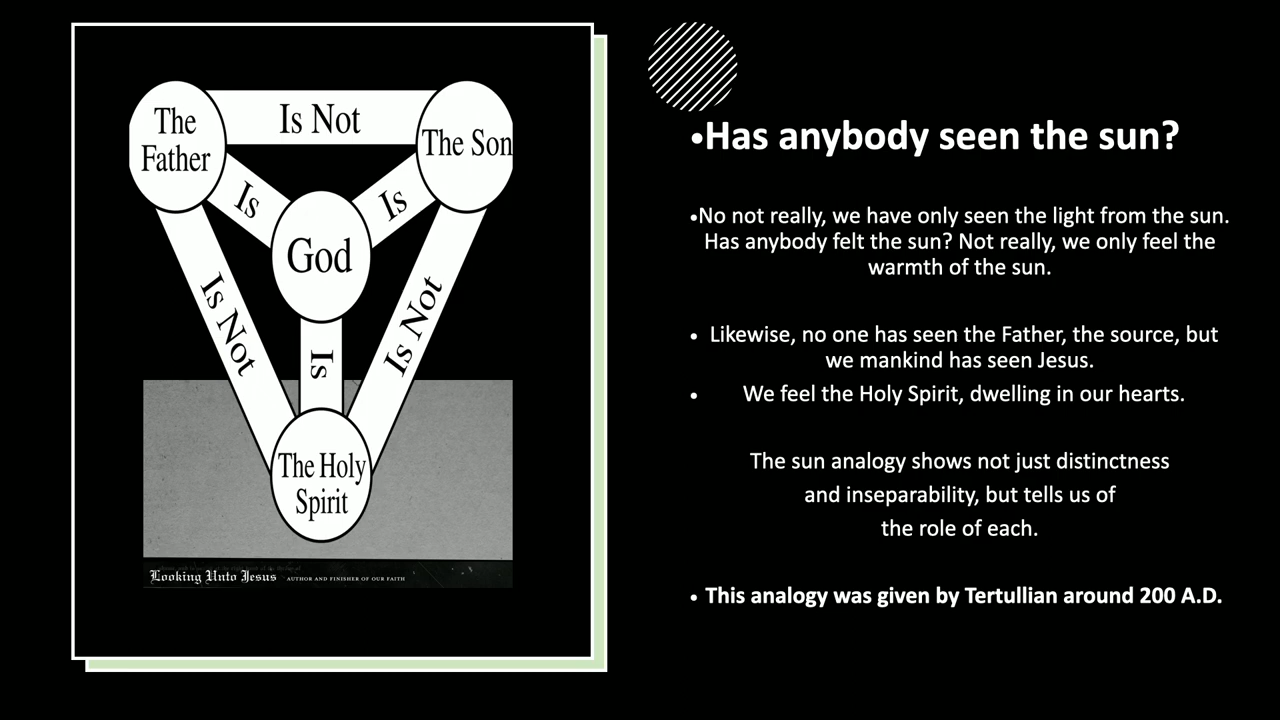 The
Father
Is Not
The Son
Is
Is
God
Is Not
Is Not
Is
The Holy
Spirit
Looking Unto Jesus AUTHOR AND FINISHER OF OUR FAITH
•Has anybody seen the sun?
•No not really, we have only seen the light from the sun.
Has anybody felt the sun? Not really, we only feel the
warmth of the sun.
• Likewise, no one has seen the Father, the source, but
we mankind has seen Jesus.
• We feel the Holy Spirit, dwelling in our hearts.
The sun analogy shows not just distinctness
and inseparability, but tells us of
the role of each.
• This analogy was given by Tertullian around 200 A.D.